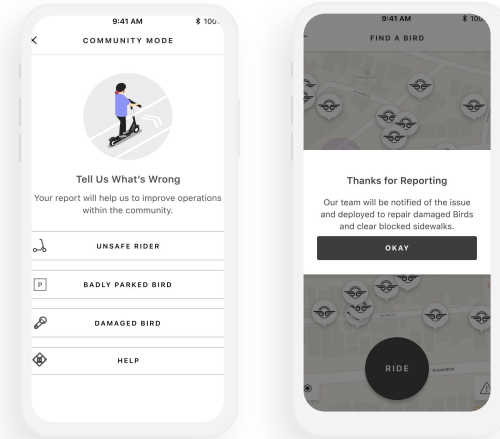 9:41 AM
COMMUNITY MODE
Tell Us What's Wrong
Your report will help us to improve operations
within the community.
UNSAFE RIDER
P
BADLY PARKED BIRD
DAMAGED BIRD
HELP
9:41 AM
FIND A BIRD
Thanks for Reporting
Our team will be notified of the issue
and deployed to repair damaged Birds
and clear blocked sidewalks.
OKAY
RIDE